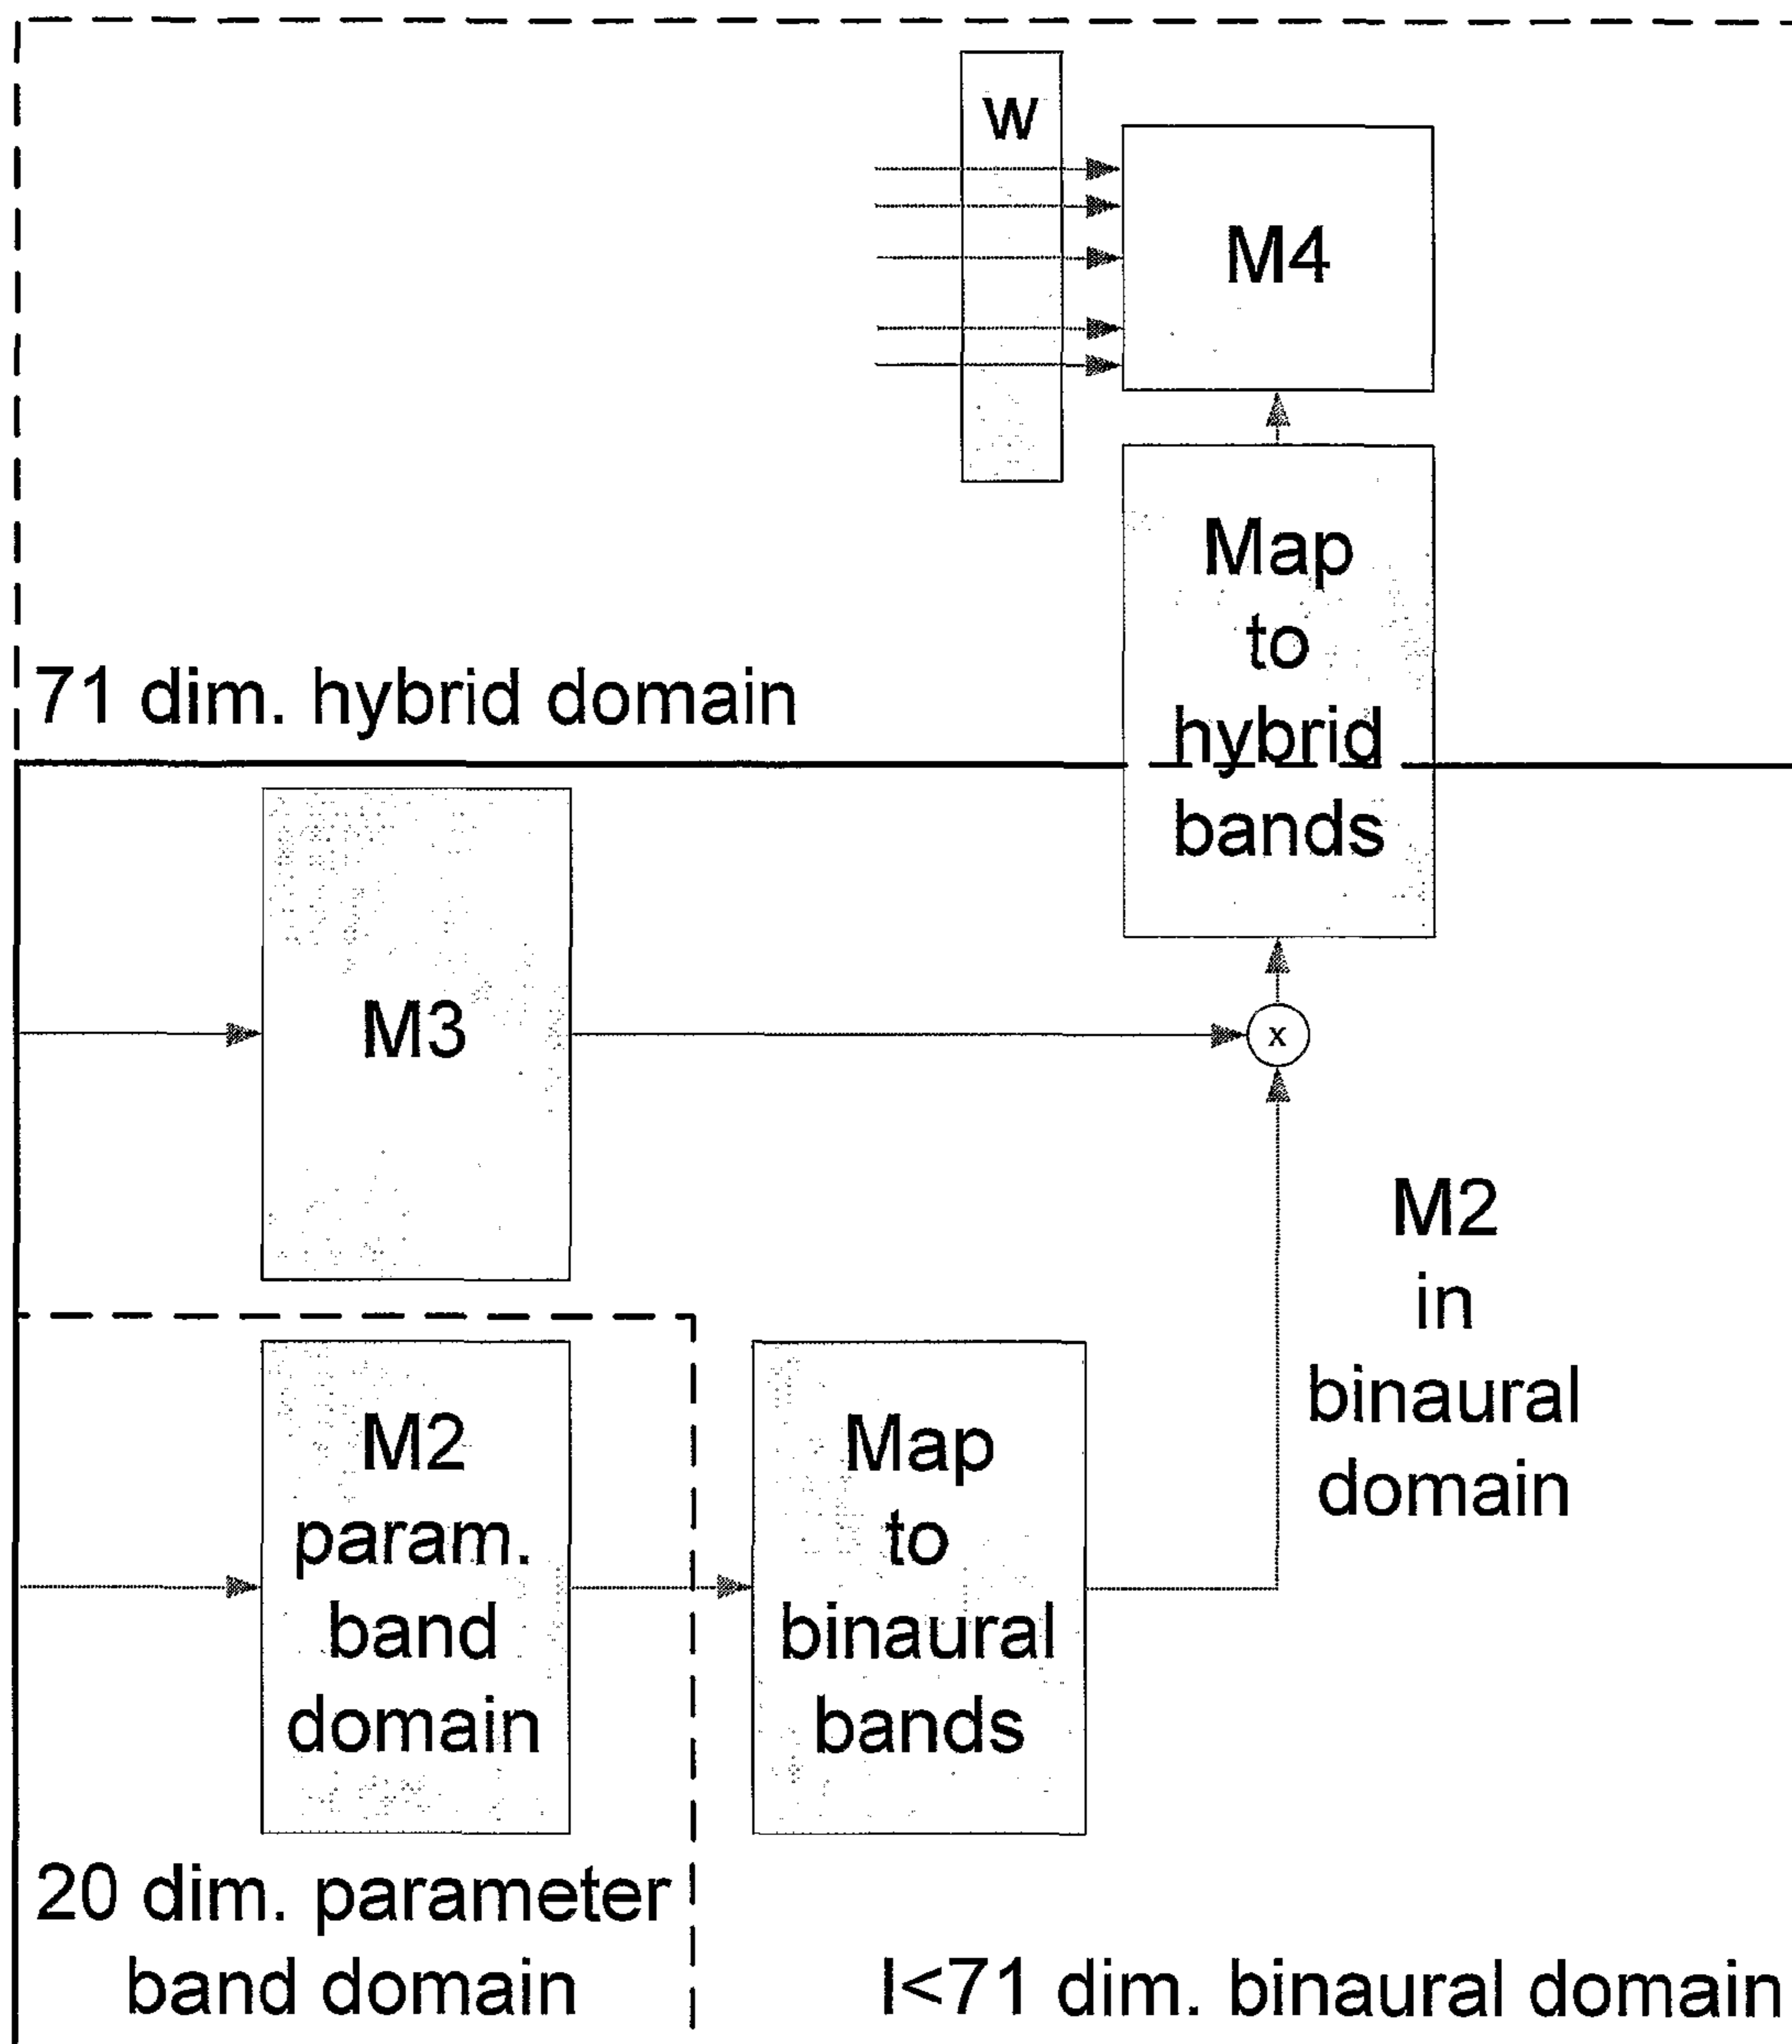 w
M4
Map
to
hybrid
bands
71 dim. hybrid domain
M3
x
M2
in
binaural
domain
M2
param.
band
domain
Map
to
binaural
bands
20 dim. parameter
band domain
I<71 dim. binaural domain